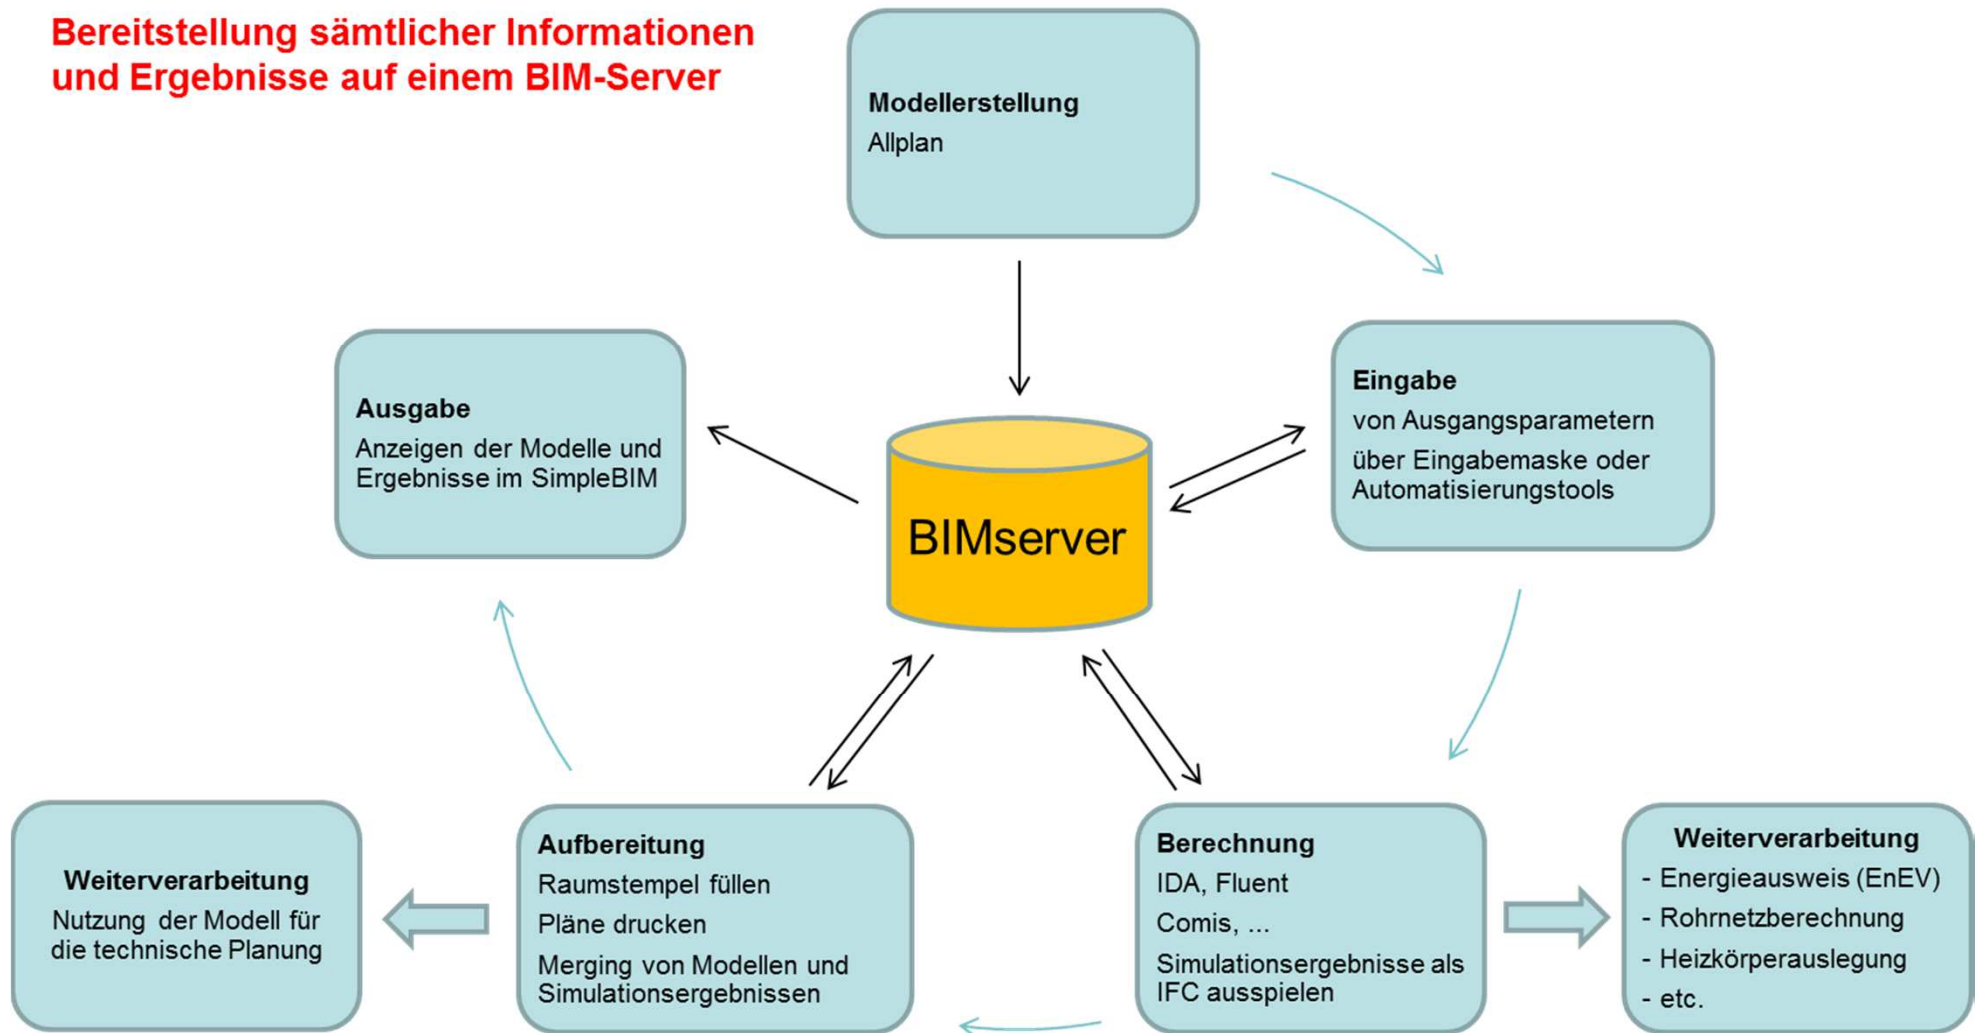 Bereitstellung sämtlicher Informationen
und Ergebnisse auf einem BIM-Server
Modellerstellung
Allplan
Ausgabe
Anzeigen der Modelle und
Ergebnisse im SimpleBIM
Eingabe
von Ausgangsparametern
über Eingabemaske oder
Automatisierungstools
BIMserver
Weiterverarbeitung
Nutzung der Modell für
die technische Planung
Aufbereitung
Raumstempel füllen
Pläne drucken
Merging von Modellen und
Simulationsergebnissen
Berechnung
IDA, Fluent
Comis, ...
Simulationsergebnisse als
IFC ausspielen
Weiterverarbeitung
- Energieausweis (EnEV)
- Rohrnetzberechnung
- Heizkörperauslegung
- etc.